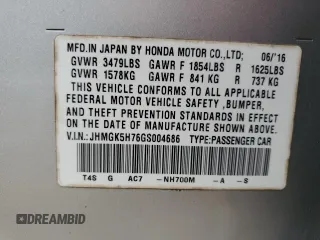 MFD.IN JAPAN BY HONDA MOTOR CO.,LTD; 06/'16
GVWR 3479LBS GAWR F 1854LBS R 1625LBS
GVWR 1578KG GAWR F 841 KG R 737 KG
THIS VEHICLE CONFORMS TO ALL APPLICABLE
FEDERAL MOTOR VEHICLE SAFETY ,BUMPER,
AND THEFT PREVENTION STANDARDS IN EFFECT
ON THE DATE OF MANUFACTURE SHOWN ABOVE.
V.I.N.: JHMGK5H76GS004686 TYPE:PASSENGER CAR
T4S G AC7 -NH700M -A -S
DREAMBID
DREAMBID.COM